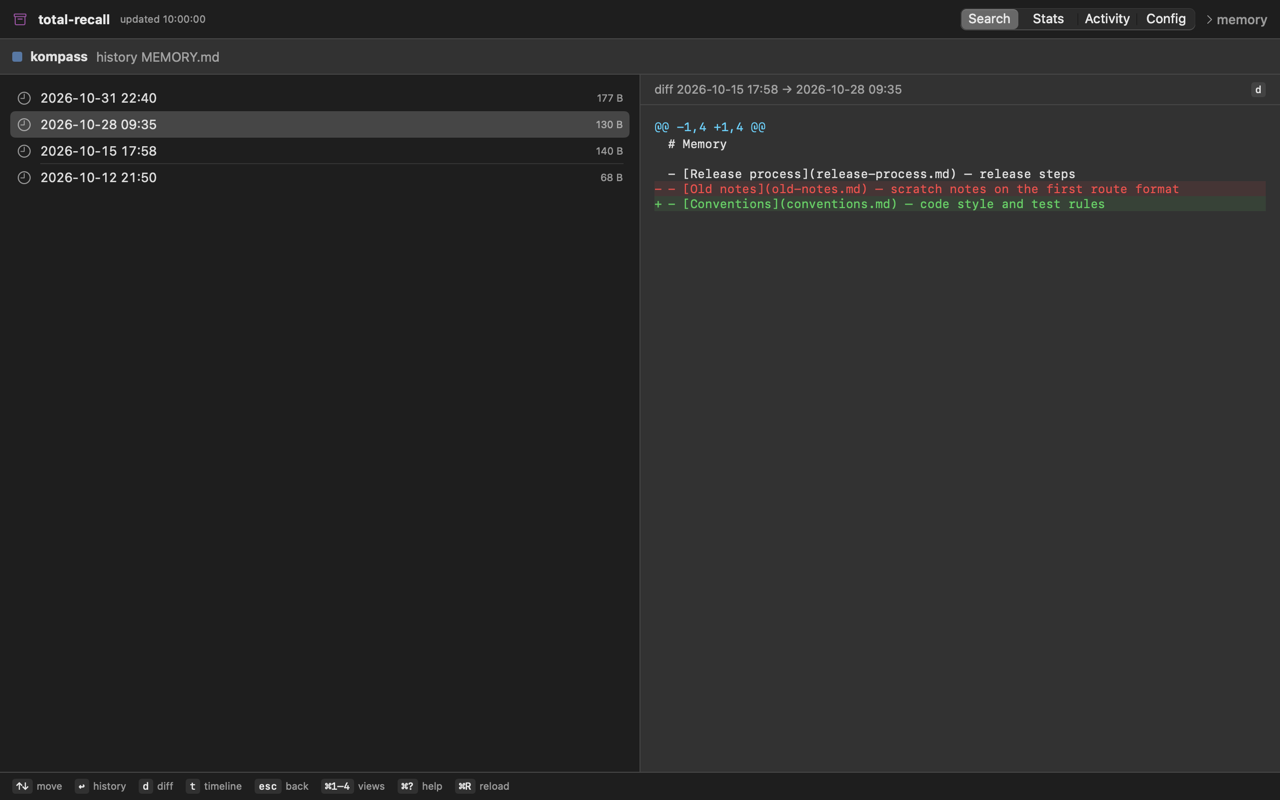 total-recall updated 10:00:00 Search Stats Activity Config > memory
kompass history MEMORY.md
2026-10-31 22:40 177 B
2026-10-28 09:35 130 B
2026-10-15 17:58 140 B
2026-10-12 21:50 68 B
diff 2026-10-15 17:58 → 2026-10-28 09:35 d
@@ -1,4 +1,4 @@
# Memory
- [Release process](release-process.md) — release steps
- - [Old notes](old-notes.md) — scratch notes on the first route format
+ - [Conventions](conventions.md) — code style and test rules
↑↓ move ↩ history d diff t timeline esc back ⌘1–4 views ⌘? help ⌘R reload